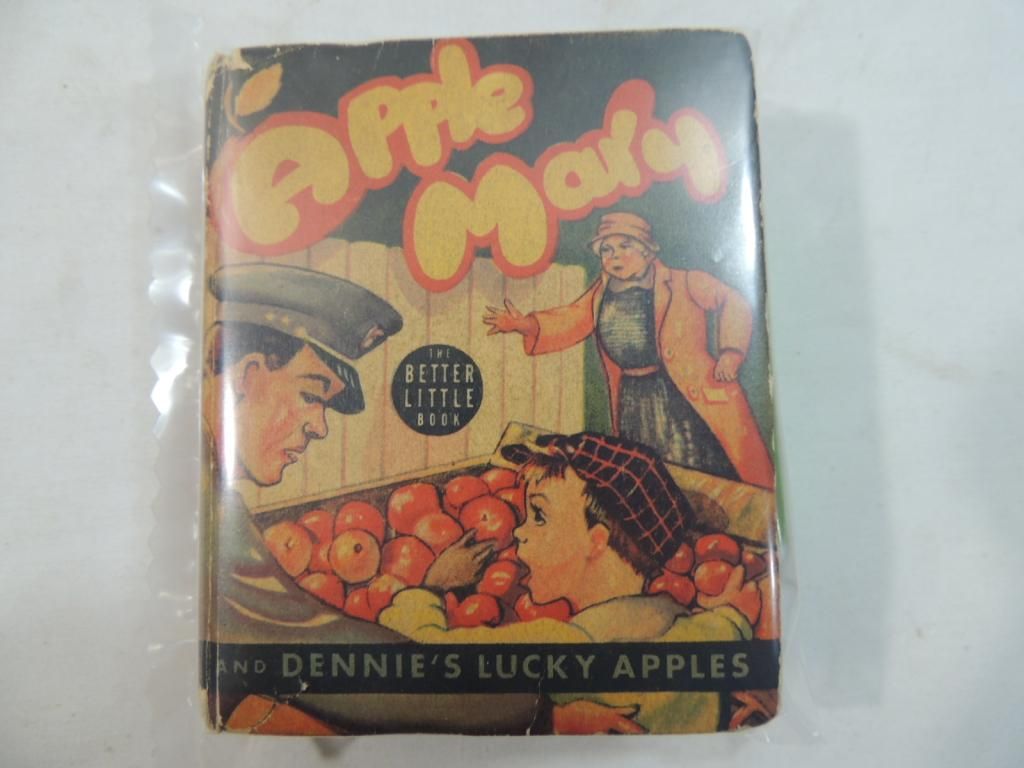 Apple
Mary
THE
BETTER
LITTLE
BOOK
AND DENNIE'S LUCKY APPLES